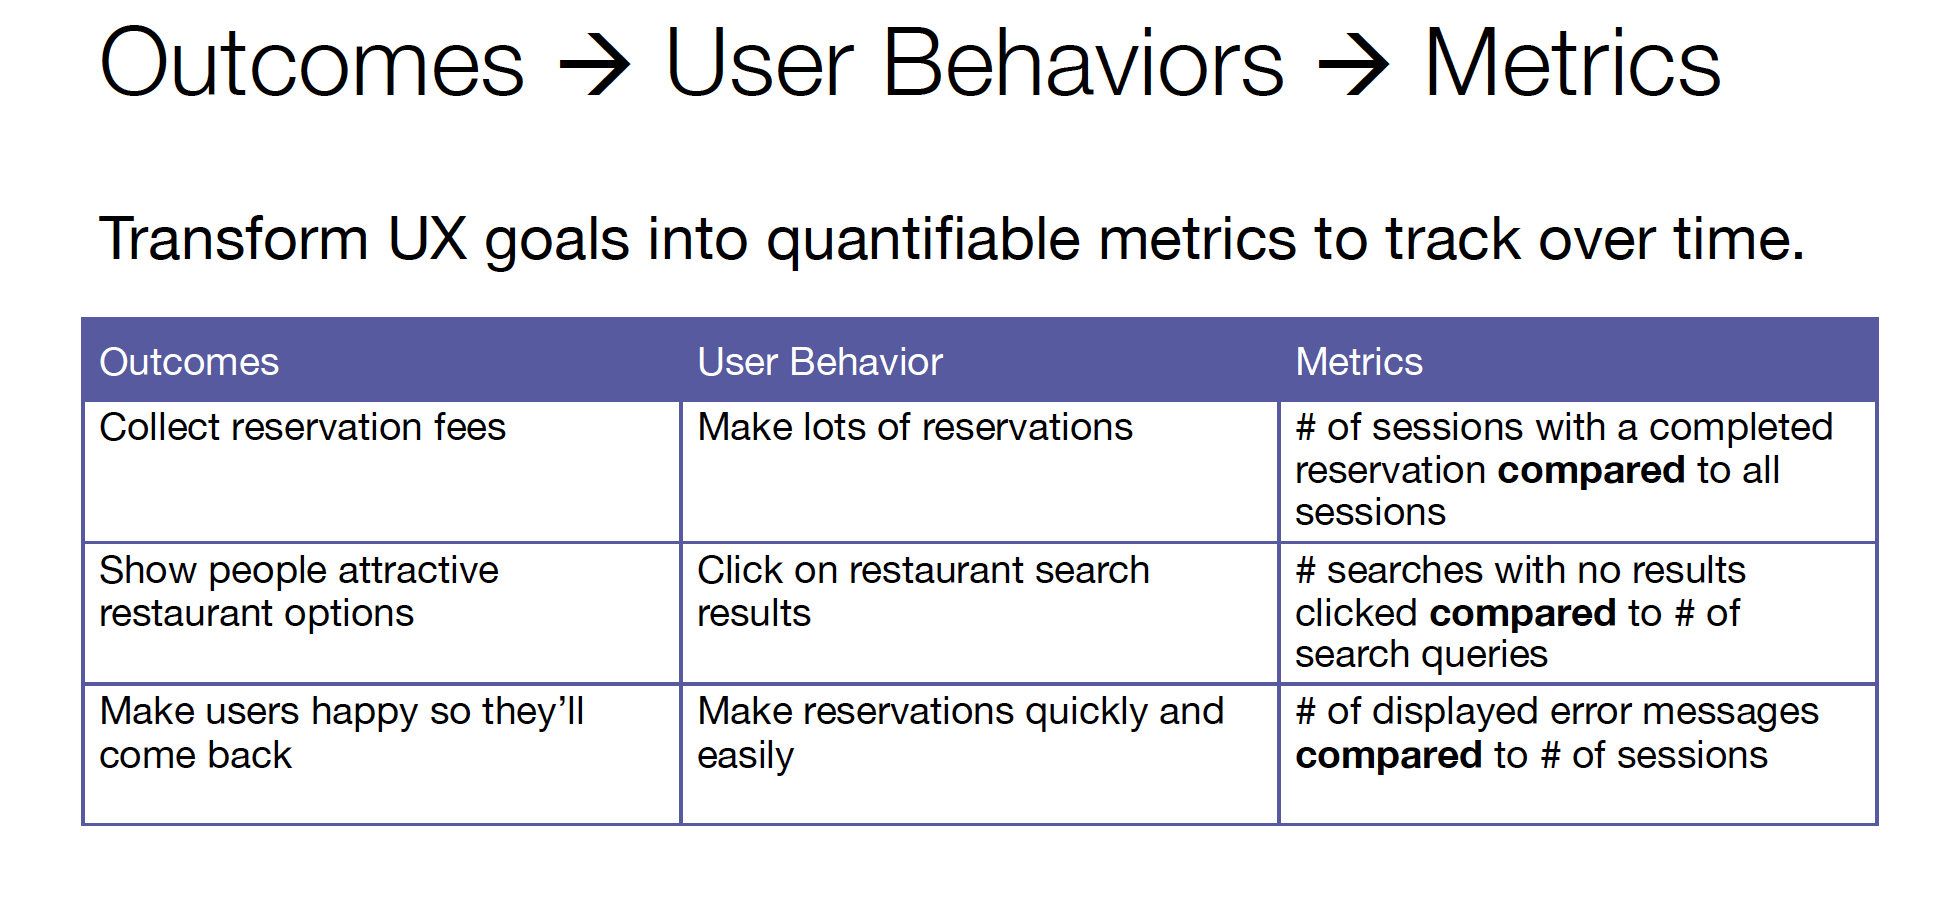 Outcomes → User Behaviors → Metrics
Transform UX goals into quantifiable metrics to track over time.
Outcomes
User Behavior
Metrics
Collect reservation fees
Make lots of reservations
# of sessions with a completed
reservation compared to all
sessions
Show people attractive
restaurant options
Click on restaurant search
results
# searches with no results
clicked compared to # of
search queries
Make users happy so they’ll
come back
Make reservations quickly and
easily
# of displayed error messages
compared to # of sessions